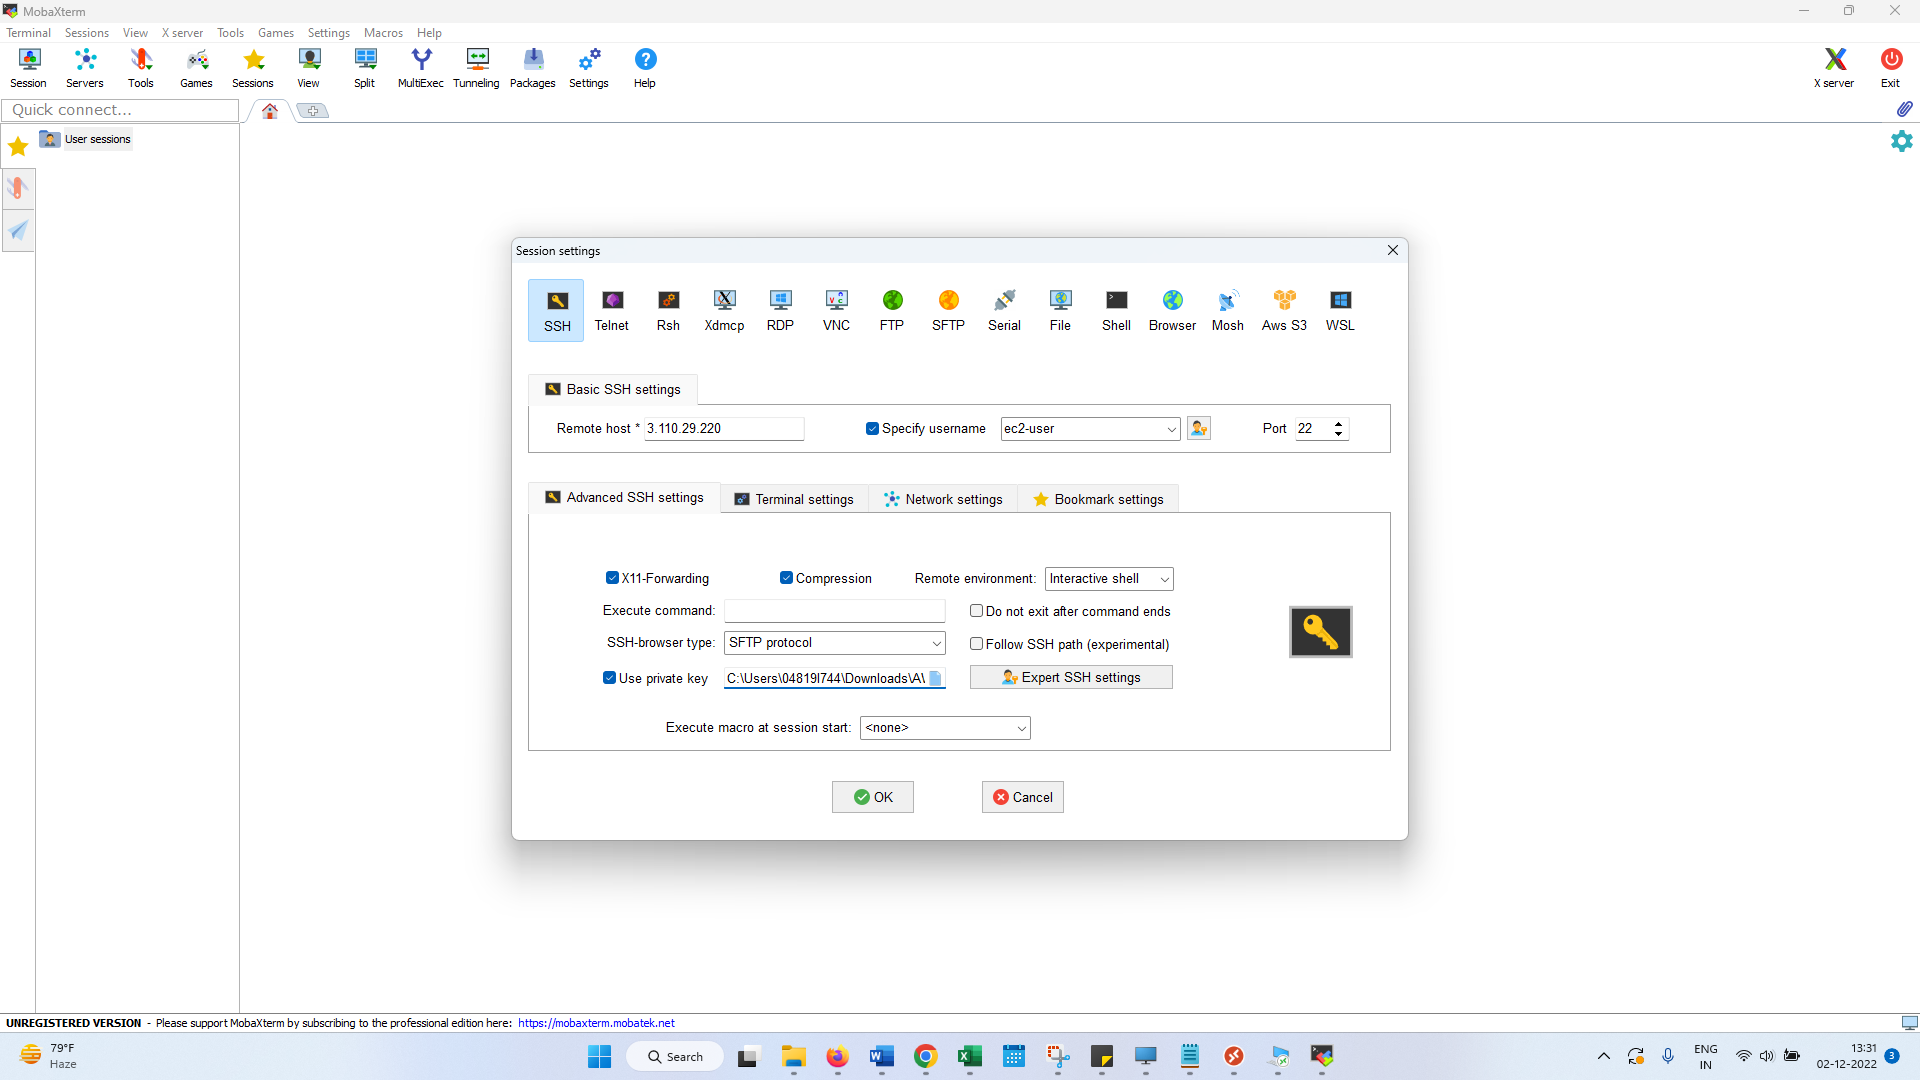 MobaXterm
Terminal Sessions View X server Tools Games Settings Macros Help
Session Servers Tools Games Sessions View Split MultiExec Tunneling Packages Settings Help X server Exit
Quick connect...
User sessions
Session settings
SSH Telnet Rsh Xdmcp RDP VNC FTP SFTP Serial File Shell Browser Mosh Aws S3 WSL
Basic SSH settings
Remote host * 3.110.29.220 Specify username ec2-user Port 22
Advanced SSH settings Terminal settings Network settings Bookmark settings
X11-Forwarding Compression Remote environment: Interactive shell
Execute command: Do not exit after command ends
SSH-browser type: SFTP protocol Follow SSH path (experimental)
Use private key C:\Users\04819I744\Downloads\A\ Expert SSH settings
Execute macro at session start: <none>
OK Cancel
UNREGISTERED VERSION - Please support MobaXterm by subscribing to the professional edition here: https://mobaxterm.mobatek.net
79°F
Haze
Search
ENG
IN
13:31
02-12-2022
3